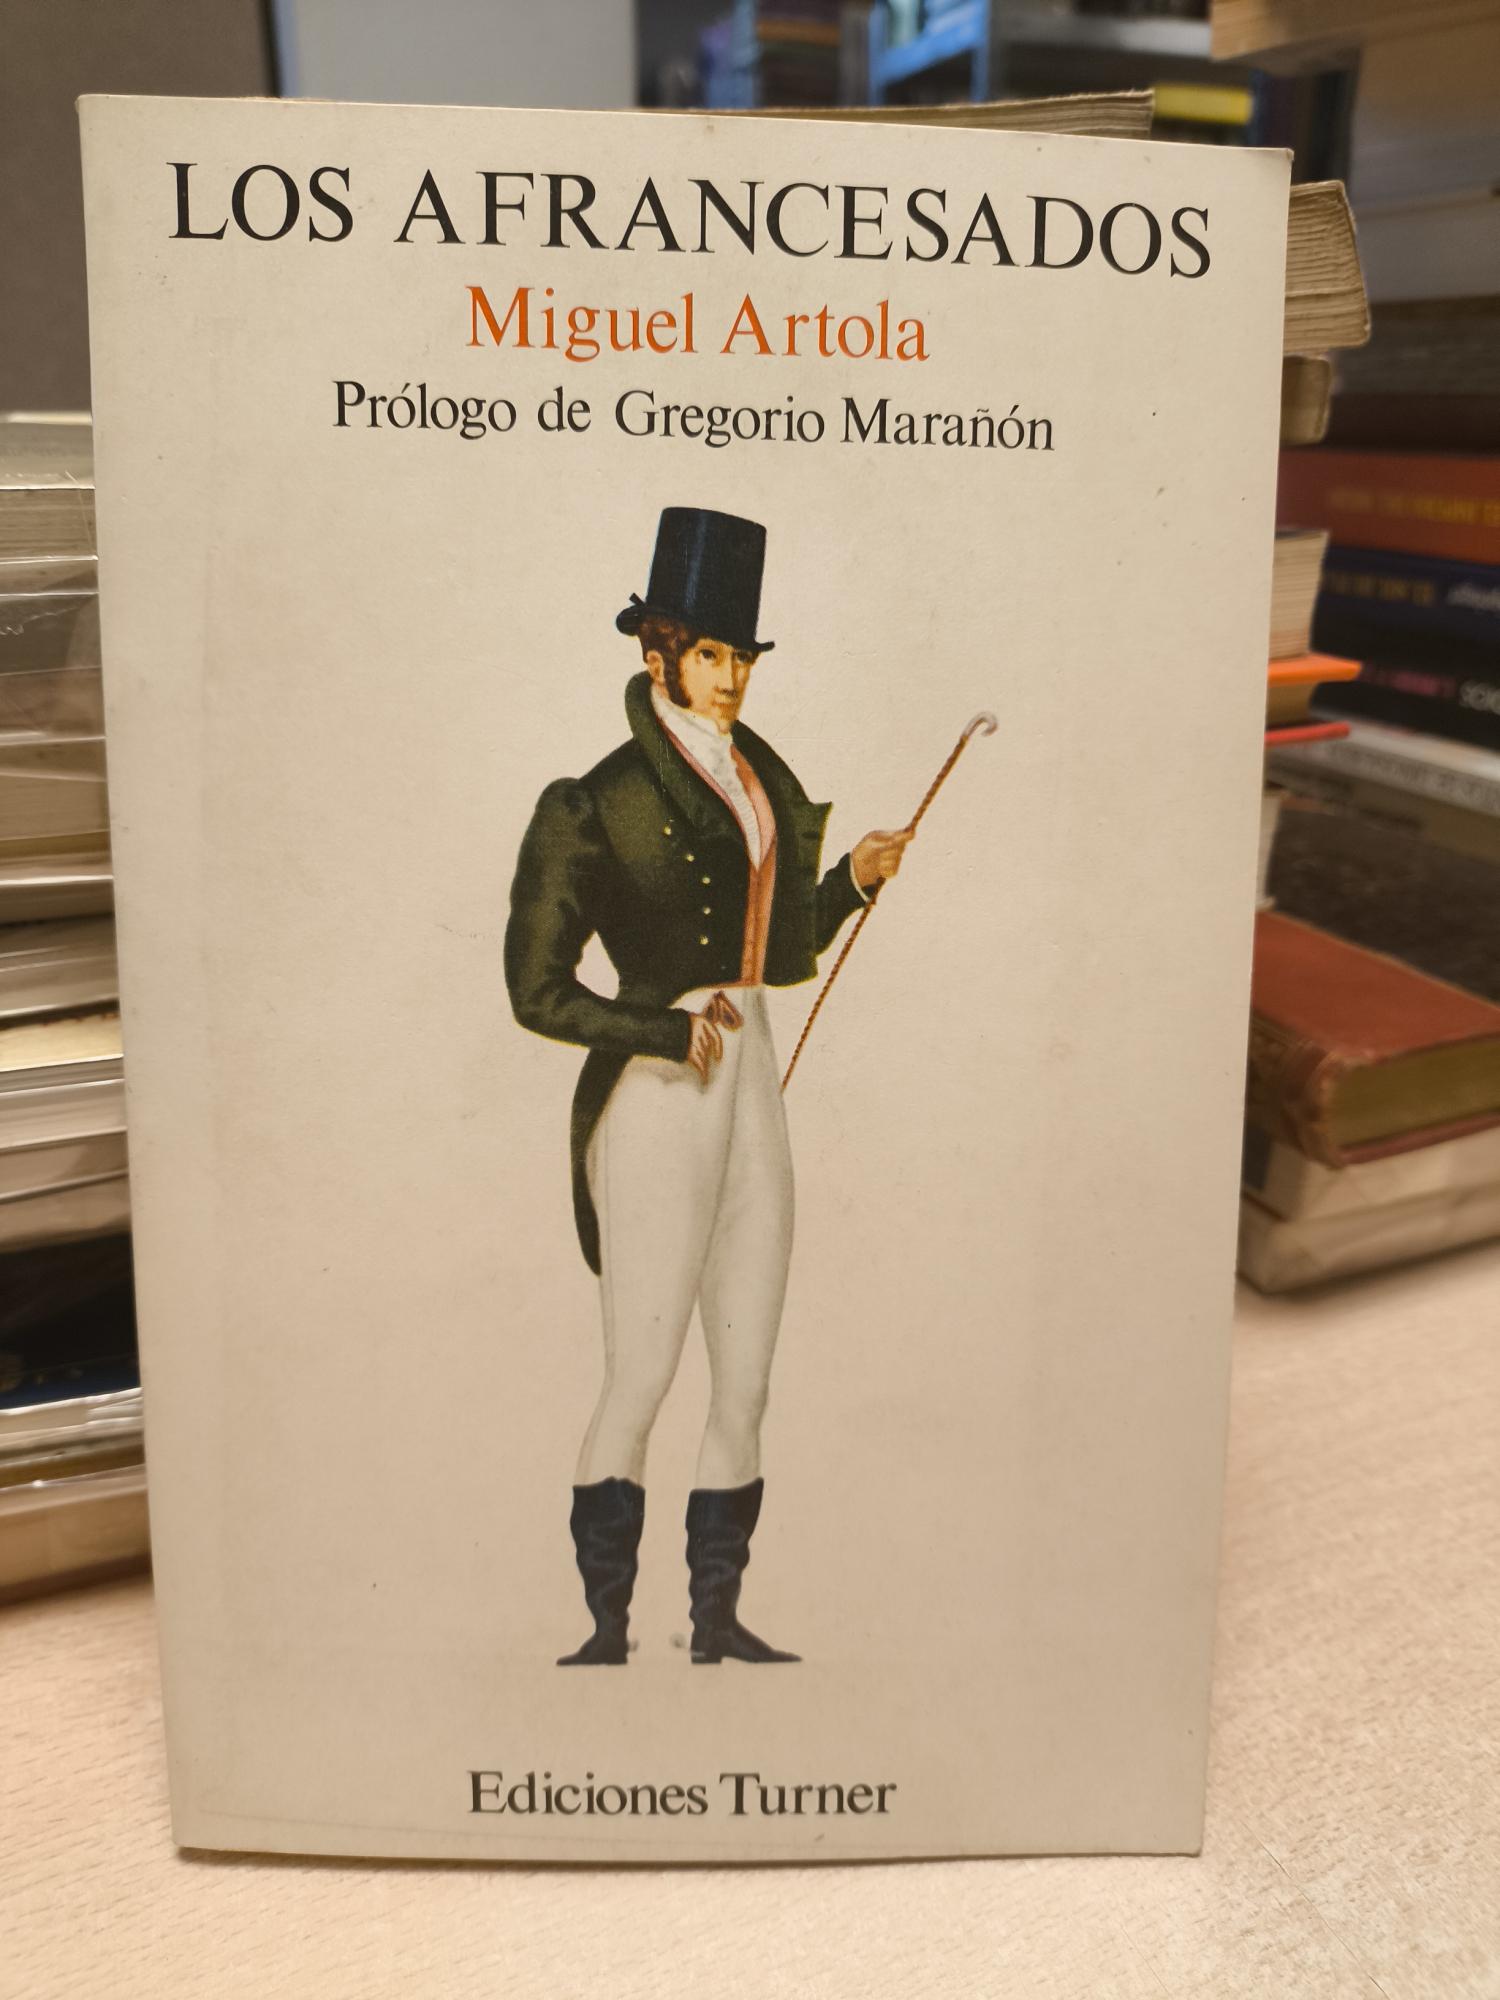 LOS AFRANCESADOS
Miguel Artola
Prólogo de Gregorio Marañón
Ediciones Turner